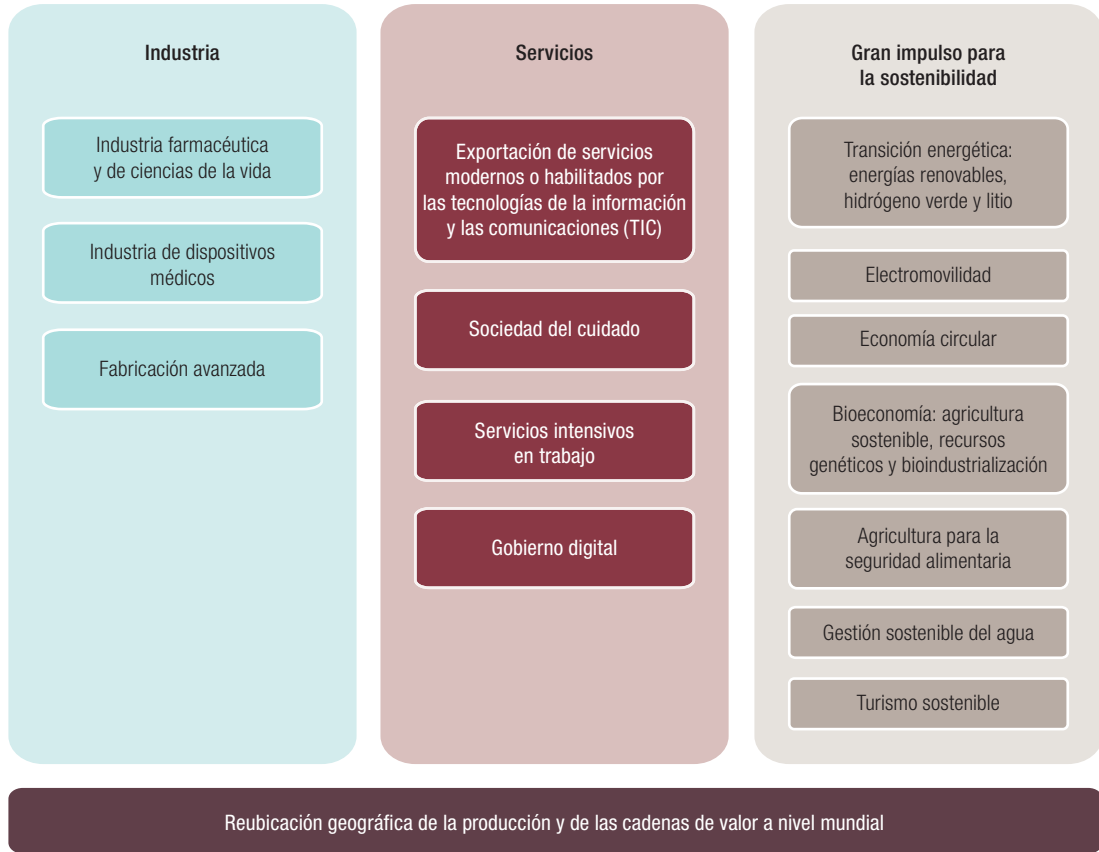 Industria
Industria farmacéutica
y de ciencias de la vida
Industria de dispositivos
médicos
Fabricación avanzada
Servicios
Exportación de servicios
modernos o habilitados por
las tecnologías de la información
y las comunicaciones (TIC)
Sociedad del cuidado
Servicios intensivos
en trabajo
Gobierno digital
Gran impulso para
la sostenibilidad
Transición energética:
energías renovables,
hidrógeno verde y litio
Electromovilidad
Economía circular
Bioeconomía: agricultura
sostenible, recursos
genéticos y bioindustrialización
Agricultura para la
seguridad alimentaria
Gestión sostenible del agua
Turismo sostenible
Reubicación geográfica de la producción y de las cadenas de valor a nivel mundial